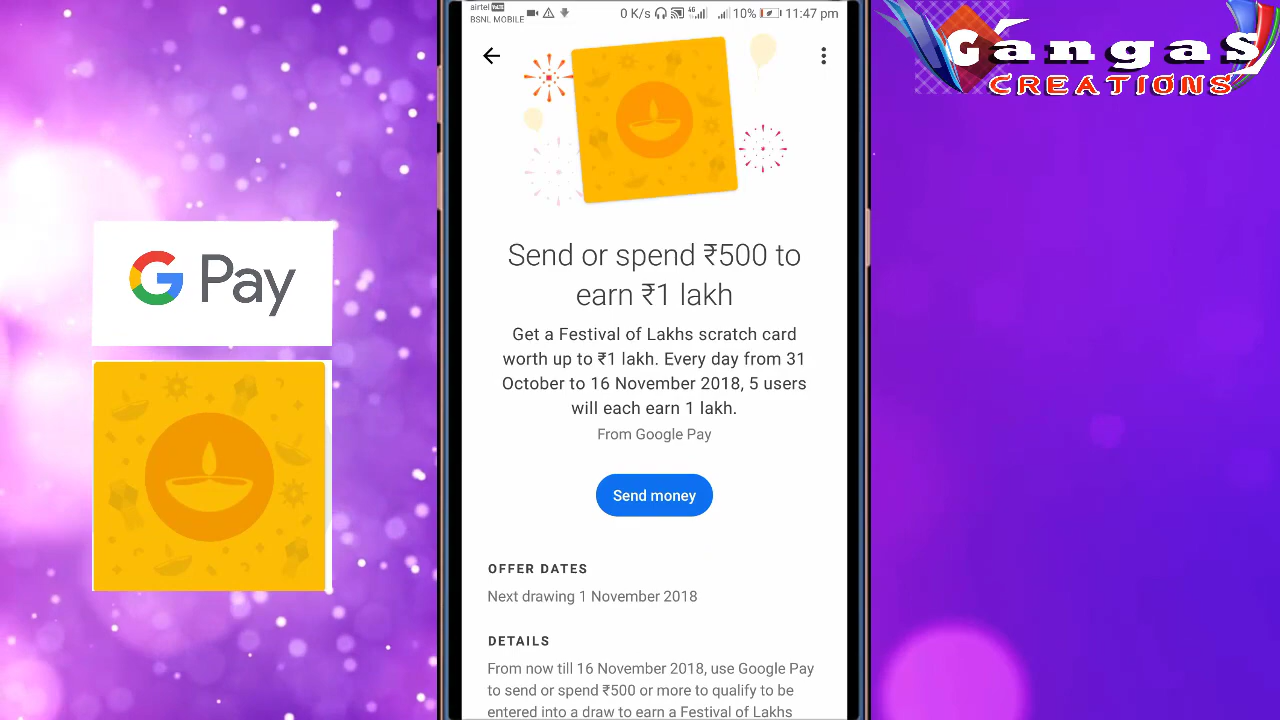 airtel VoLTE
BSNL MOBILE
0 K/s 4G 10% 11:47 pm
GangaS
CREATIONS
G Pay
Send or spend ₹500 to
earn ₹1 lakh
Get a Festival of Lakhs scratch card
worth up to ₹1 lakh. Every day from 31
October to 16 November 2018, 5 users
will each earn 1 lakh.
From Google Pay
Send money
OFFER DATES
Next drawing 1 November 2018
DETAILS
From now till 16 November 2018, use Google Pay
to send or spend ₹500 or more to qualify to be
entered into a draw to earn a Festival of Lakhs